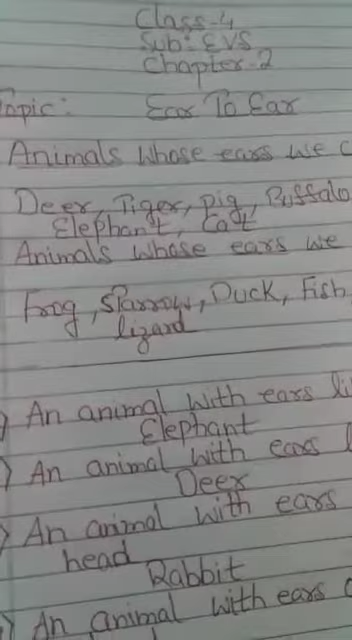 Class-4
Sub: EVS
Chapter-2
Topic: Ear To Ear
Animals whose ears we c
Deer, Tiger, pig, Buffalo
Elephant, Cat
Animals whose ears we
Frog, Sparrow, Duck, Fish
lizard
) An animal with ears li
Elephant
) An animal with ears l
Deer
) An animal with ears
head
Rabbit
) An animal with ears o